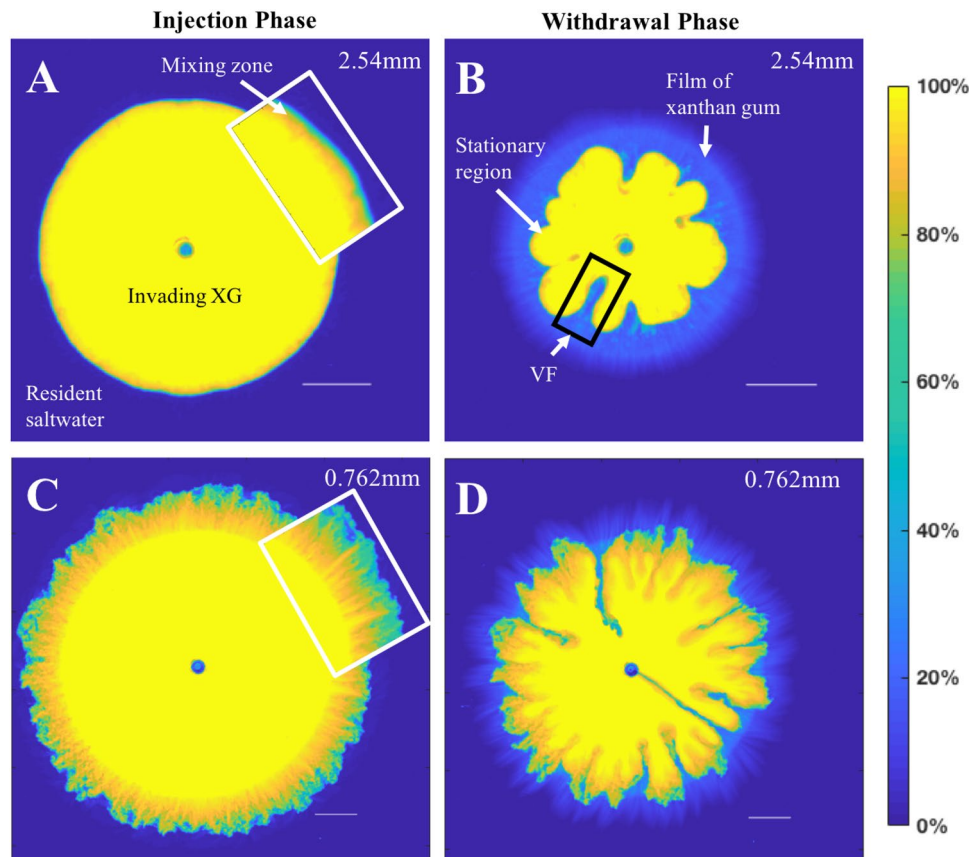 Injection Phase
Withdrawal Phase
A
Mixing zone
2.54mm
Invading XG
Resident
saltwater
B
2.54mm
Film of
xanthan gum
Stationary
region
VF
C
0.762mm
D
0.762mm
100%
80%
60%
40%
20%
0%